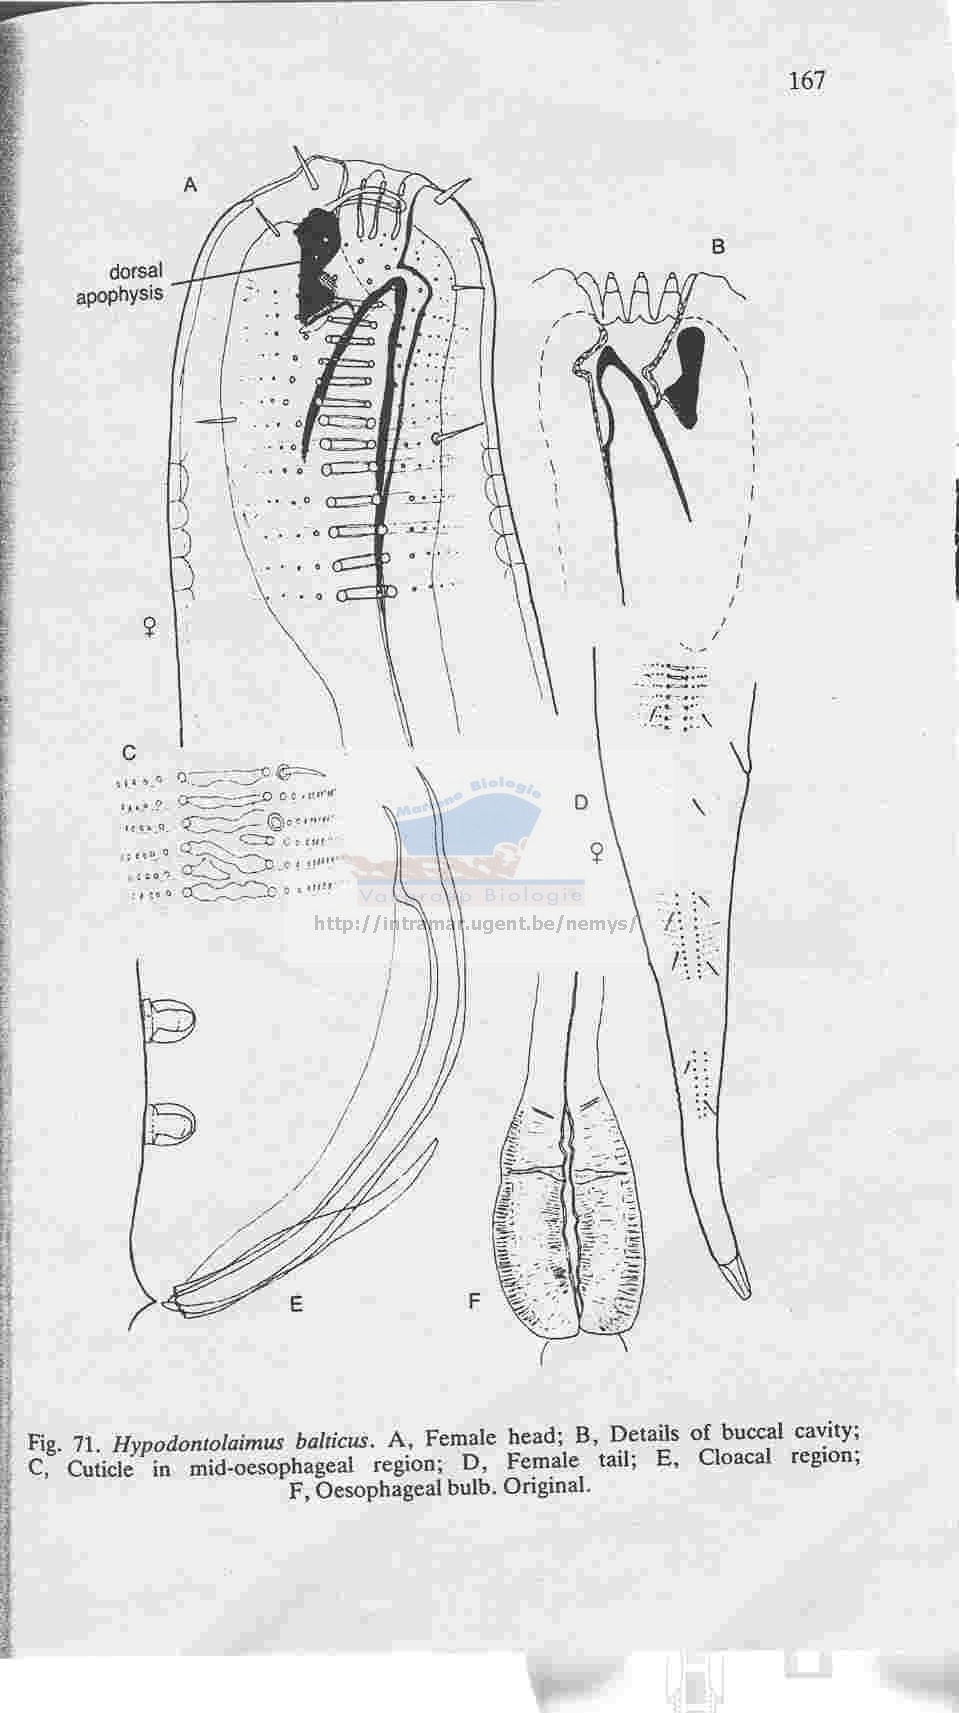 167
A
B
dorsal
apophysis
♀
C
D
♀
Mariene Biologie
Vakgroep Biologie
http://intramar.ugent.be/nemys/
E
F
Fig. 71. Hypodontolaimus balticus. A, Female head; B, Details of buccal cavity;
C, Cuticle in mid-oesophageal region; D, Female tail; E, Cloacal region;
F, Oesophageal bulb. Original.